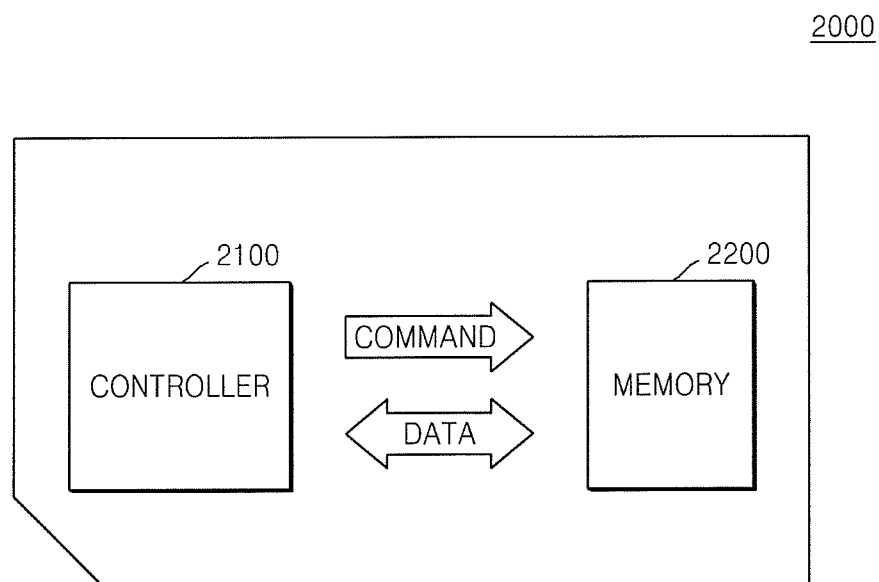 2000
2100
2200
COMMAND
CONTROLLER
MEMORY
DATA